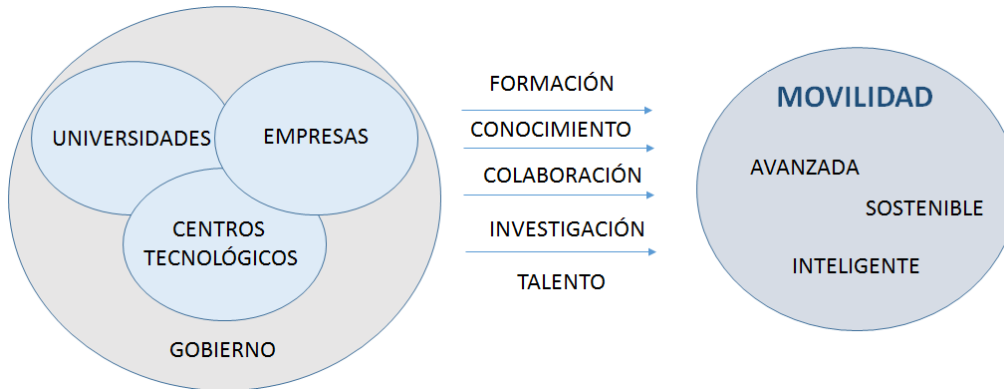 UNIVERSIDADES
EMPRESAS
CENTROS
TECNOLÓGICOS
GOBIERNO
FORMACIÓN
CONOCIMIENTO
COLABORACIÓN
INVESTIGACIÓN
TALENTO
MOVILIDAD
AVANZADA
SOSTENIBLE
INTELIGENTE